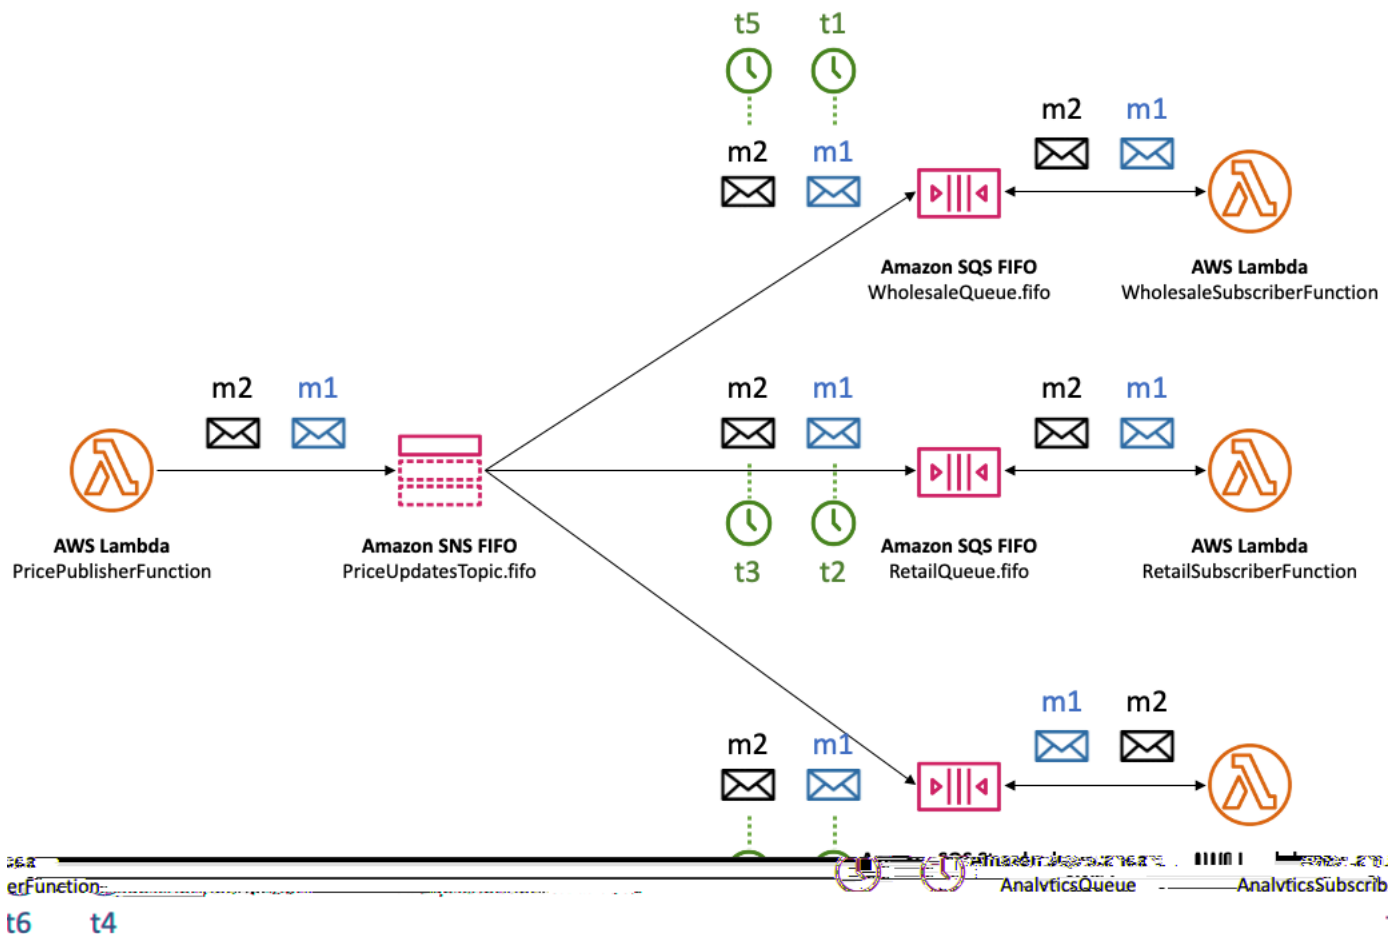 t5 t1
m2 m1
m2 m1
Amazon SQS FIFO
WholesaleQueue.fifo
AWS Lambda
WholesaleSubscriberFunction
m2 m1
m2 m1
m2 m1
AWS Lambda
PricePublisherFunction
Amazon SNS FIFO
PriceUpdatesTopic.fifo
t3 t2
Amazon SQS FIFO
RetailQueue.fifo
AWS Lambda
RetailSubscriberFunction
m1 m2
m2 m1
erFunction
AnalyticsQueue
AnalyticsSubscrib
t6 t4